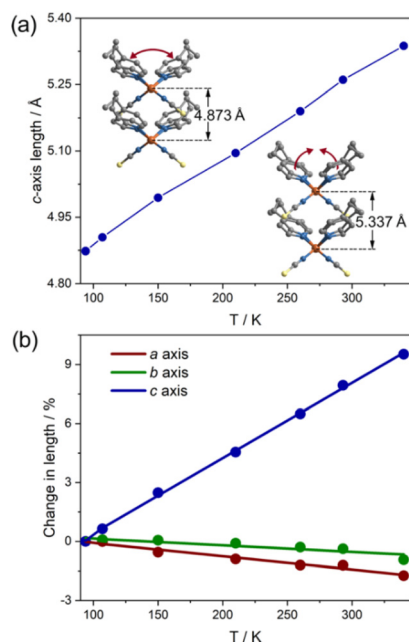 (a)
5.40
5.25
5.10
4.95
4.80
c-axis length / Å
4.873 Å
5.337 Å
100 150 200 250 300
T / K
(b)
a axis
b axis
c axis
9
6
3
0
-3
Change in length / %
100 150 200 250 300
T / K